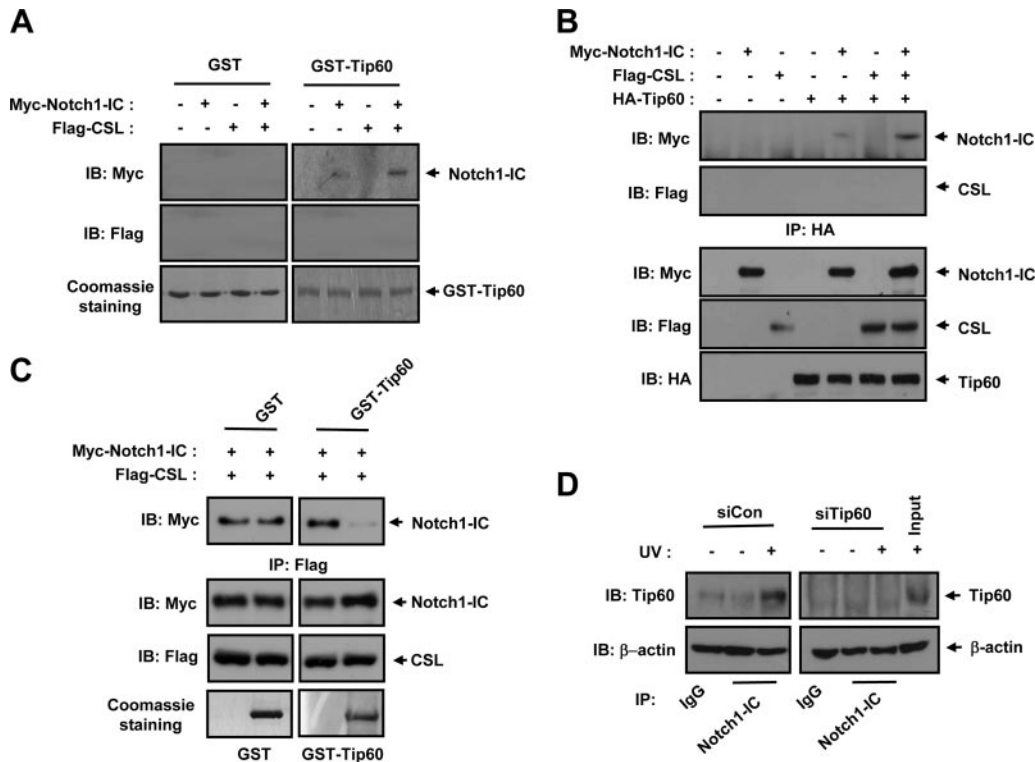 A
GST GST-Tip60
Myc-Notch1-IC : - + - + - + - +
Flag-CSL : - - + + - - + +
IB: Myc Notch1-IC
IB: Flag
Coomassie staining GST-Tip60
B
Myc-Notch1-IC : - + - - + - +
Flag-CSL : - - + - - + +
HA-Tip60 : - - - + + + +
IB: Myc Notch1-IC
IB: Flag CSL
IP: HA
IB: Myc Notch1-IC
IB: Flag CSL
IB: HA Tip60
C
GST GST-Tip60
Myc-Notch1-IC : + + + +
Flag-CSL : + + + +
IB: Myc Notch1-IC
IP: Flag
IB: Myc Notch1-IC
IB: Flag CSL
Coomassie staining
GST GST-Tip60
D
siCon siTip60 Input
UV : - - + - - + +
IB: Tip60 Tip60
IB: β-actin β-actin
IP: IgG Notch1-IC IgG Notch1-IC